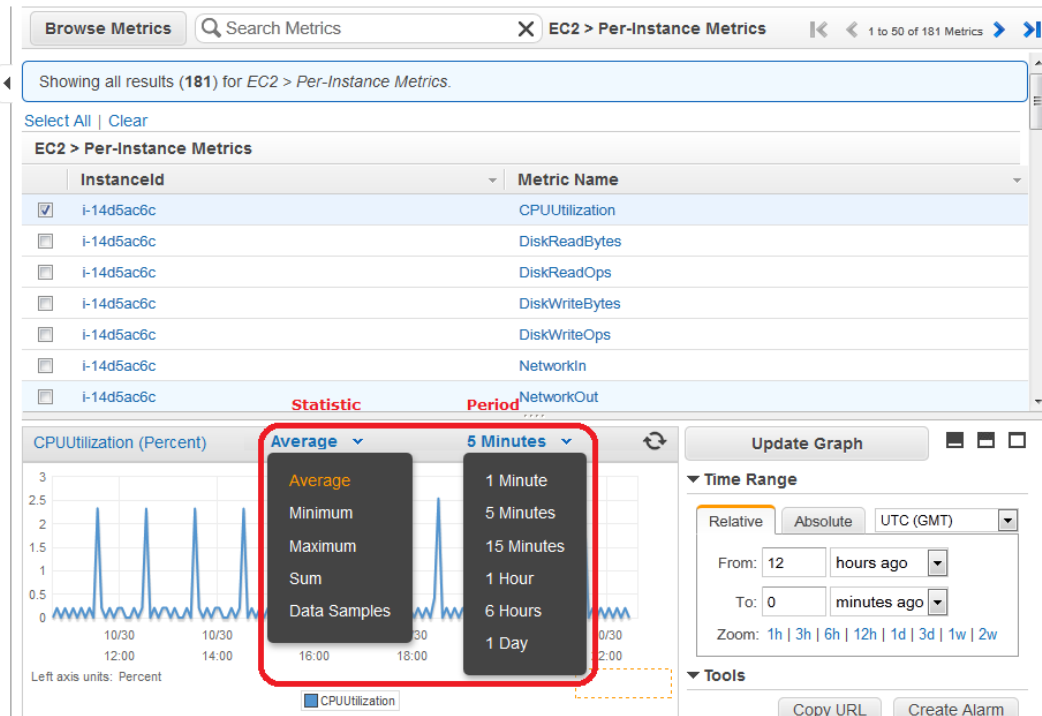 Browse Metrics Search Metrics EC2 > Per-Instance Metrics 1 to 50 of 181 Metrics
Showing all results (181) for EC2 > Per-Instance Metrics.
Select All | Clear
EC2 > Per-Instance Metrics
InstanceId Metric Name
i-14d5ac6c CPUUtilization
i-14d5ac6c DiskReadBytes
i-14d5ac6c DiskReadOps
i-14d5ac6c DiskWriteBytes
i-14d5ac6c DiskWriteOps
i-14d5ac6c NetworkIn
i-14d5ac6c NetworkOut
Statistic Period
CPUUtilization (Percent) Average 5 Minutes
Average
Minimum
Maximum
Sum
Data Samples
1 Minute
5 Minutes
15 Minutes
1 Hour
6 Hours
1 Day
3
2.5
2
1.5
1
0.5
0
10/30 10/30 30 0/30
12:00 14:00 16:00 18:00 2:00
Left axis units: Percent
CPUUtilization
Update Graph
Time Range
Relative Absolute UTC (GMT)
From: 12 hours ago
To: 0 minutes ago
Zoom: 1h | 3h | 6h | 12h | 1d | 3d | 1w | 2w
Tools
Copy URL Create Alarm